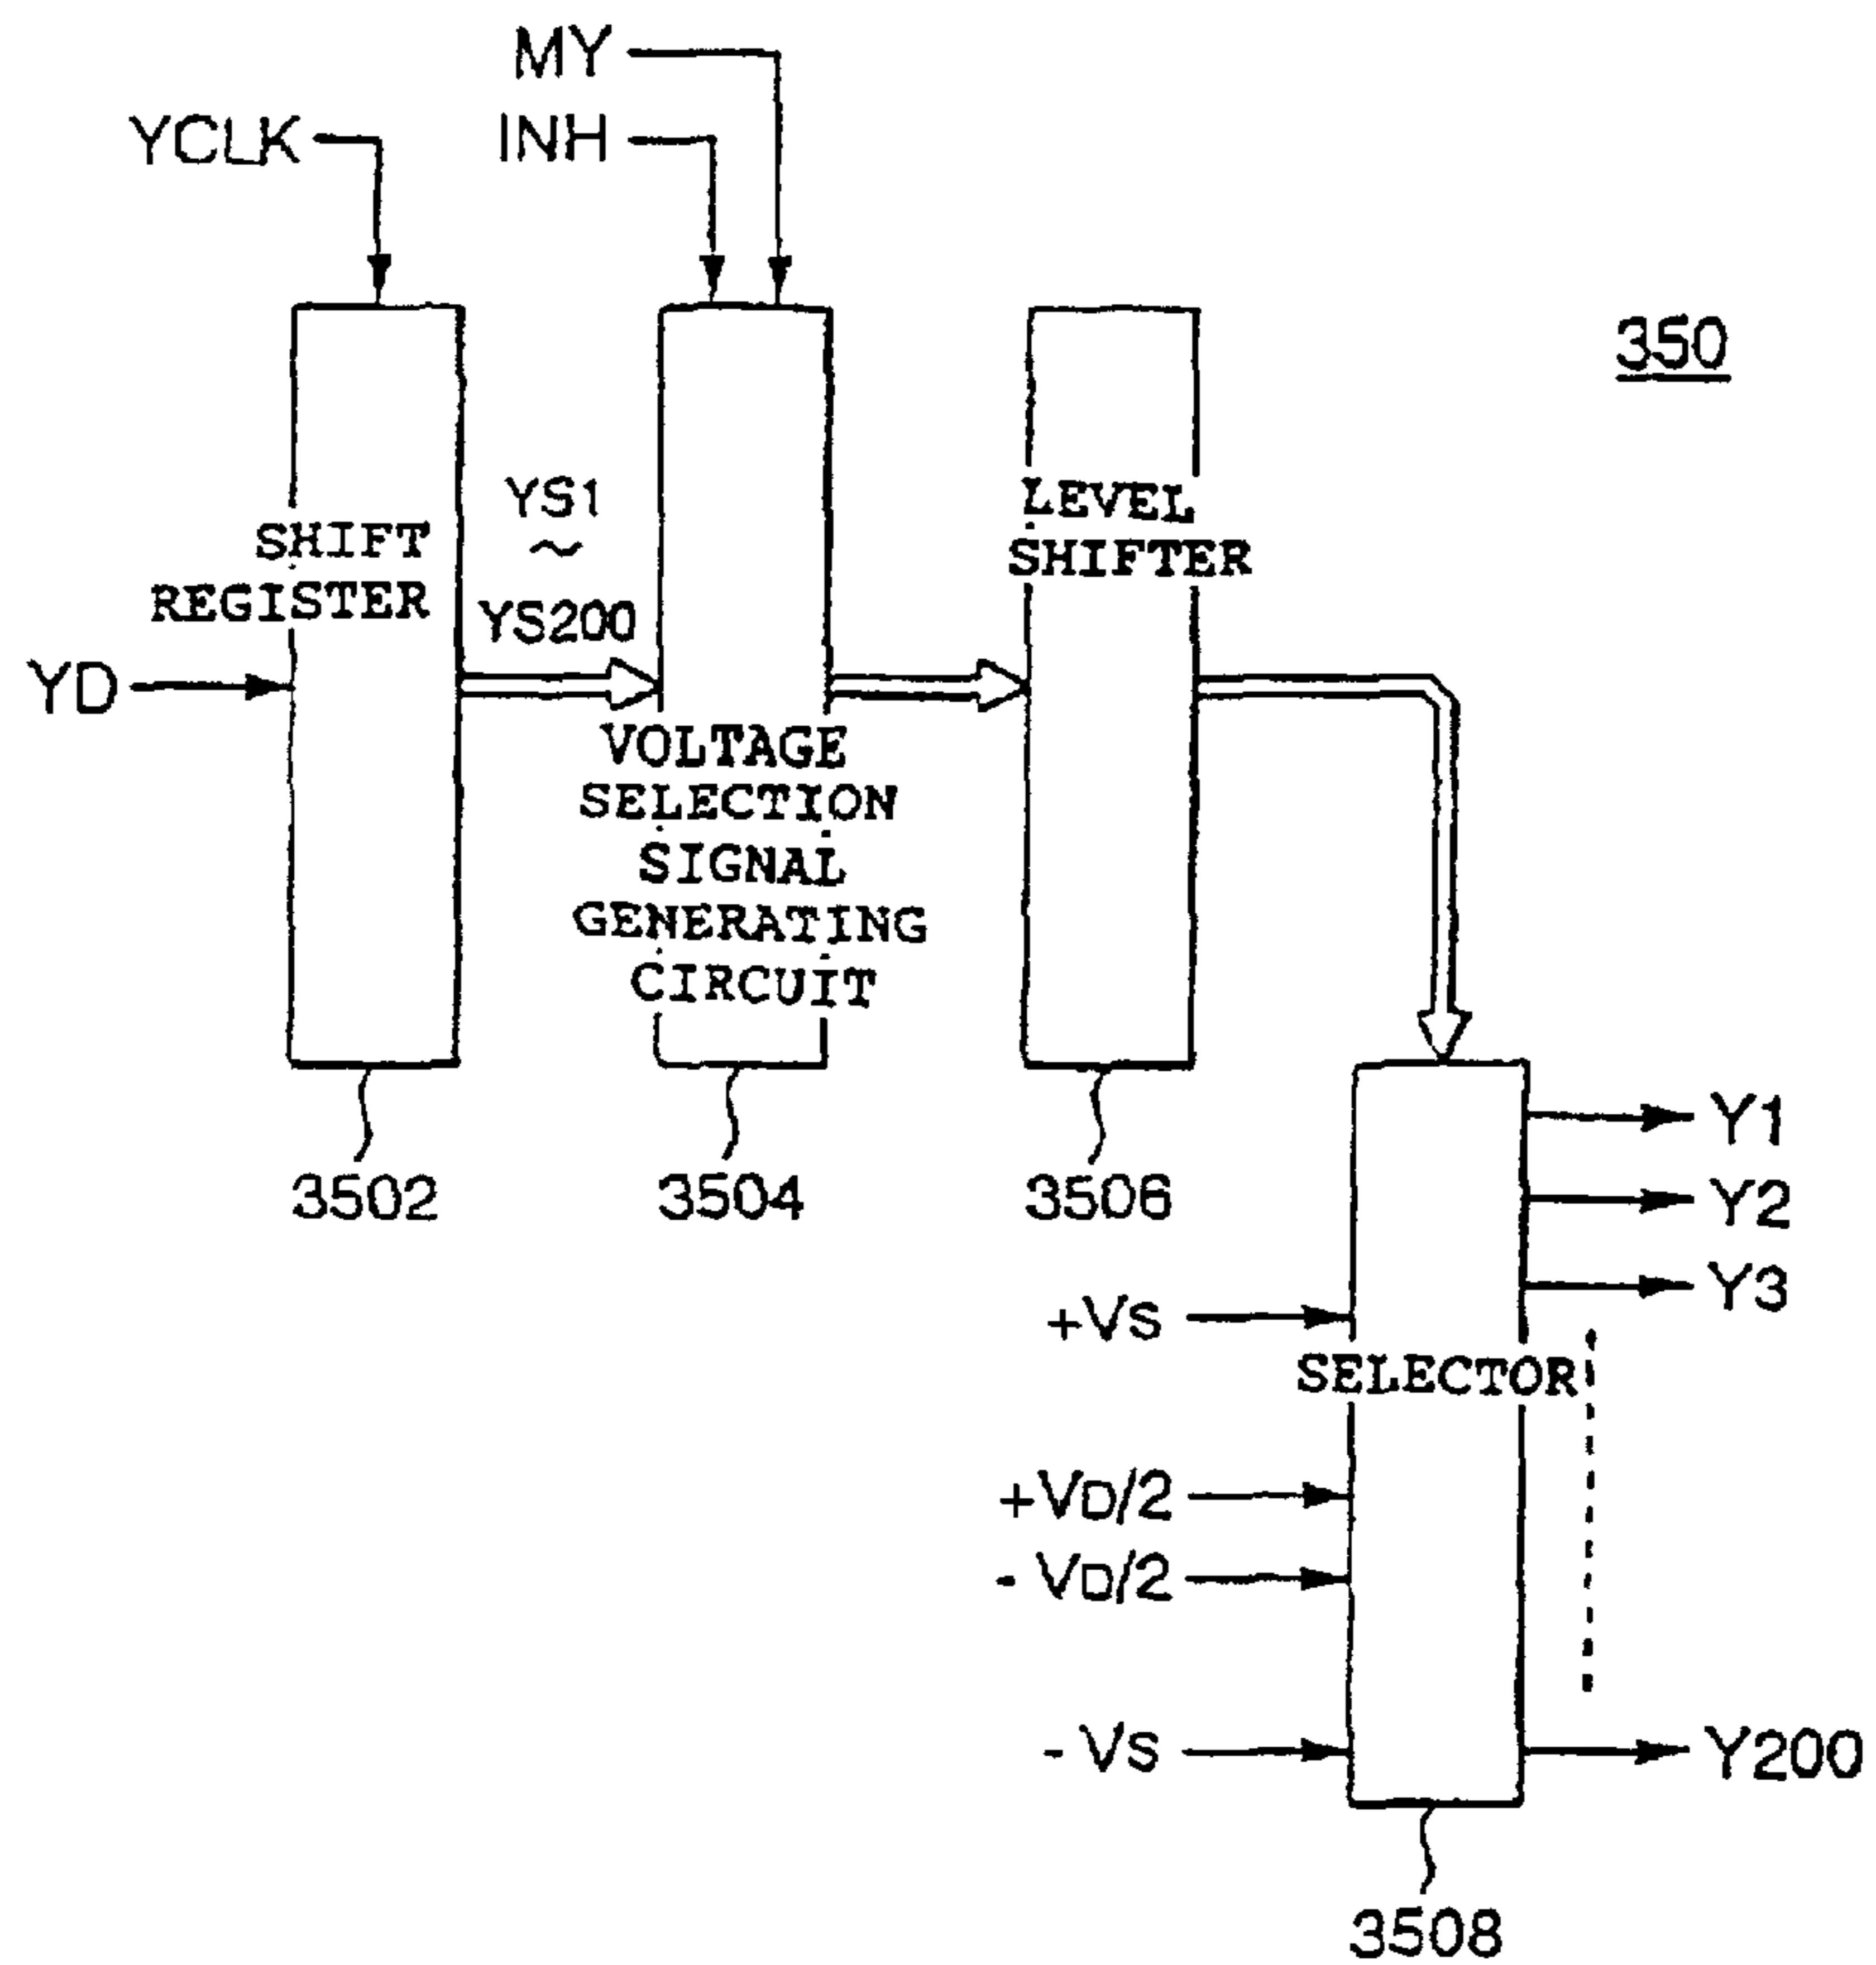 MY
YCLK
INH
350
SHIFT
REGISTER
YS1
~
YS200
LEVEL
SHIFTER
YD
VOLTAGE
SELECTION
SIGNAL
GENERATING
CIRCUIT
3502
3504
3506
Y1
Y2
Y3
+VS
SELECTOR
+VD/2
- VD/2
- VS
Y200
3508